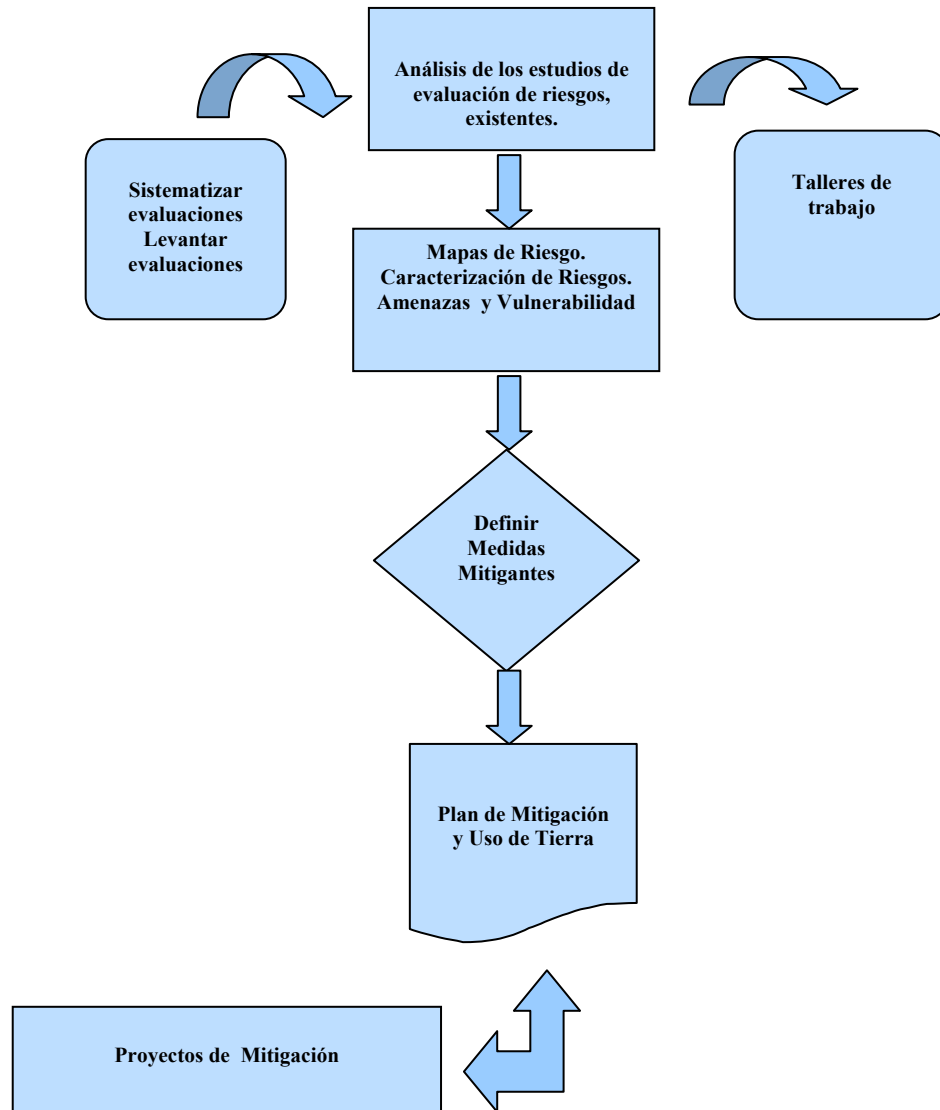 Análisis de los estudios de
evaluación de riesgos,
existentes.
Sistematizar
evaluaciones
Levantar
evaluaciones
Talleres de
trabajo
Mapas de Riesgo.
Caracterización de Riesgos.
Amenazas y Vulnerabilidad
Definir
Medidas
Mitigantes
Plan de Mitigación
y Uso de Tierra
Proyectos de Mitigación